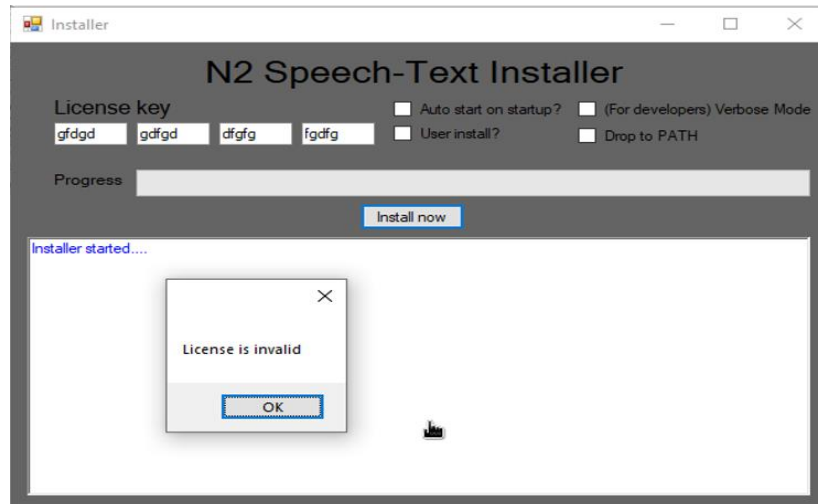 Installer
N2 Speech-Text Installer
License key
gfdgd gdfgd dfgfg fgdfg
Auto start on startup? (For developers) Verbose Mode
User install? Drop to PATH
Progress
Install now
Installer started....
License is invalid
OK